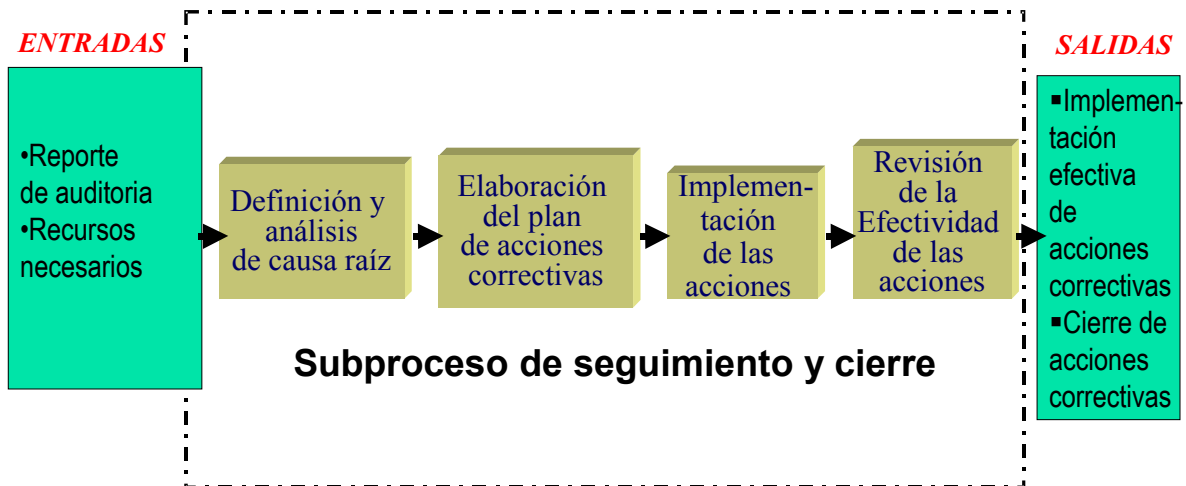 ENTRADAS
•Reporte
de auditoria
•Recursos
necesarios
Definición y
análisis
de causa raíz
Elaboración
del plan
de acciones
correctivas
Implemen-
tación
de las
acciones
Revisión
de la
Efectividad
de las
acciones
Subproceso de seguimiento y cierre
SALIDAS
▪Implemen-
tación
efectiva
de
acciones
correctivas
▪Cierre de
acciones
correctivas